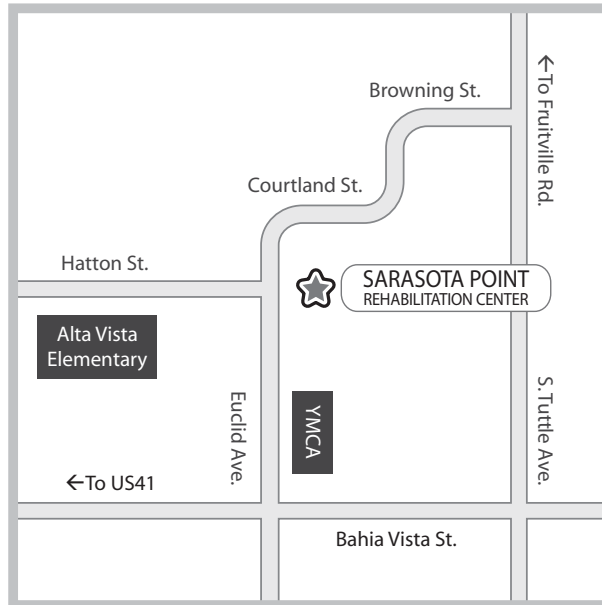 Browning St.
←To Fruitville Rd.
Courtland St.
Hatton St.
SARASOTA POINT
REHABILITATION CENTER
Alta Vista
Elementary
Euclid Ave.
YMCA
S.Tuttle Ave.
←To US41
Bahia Vista St.